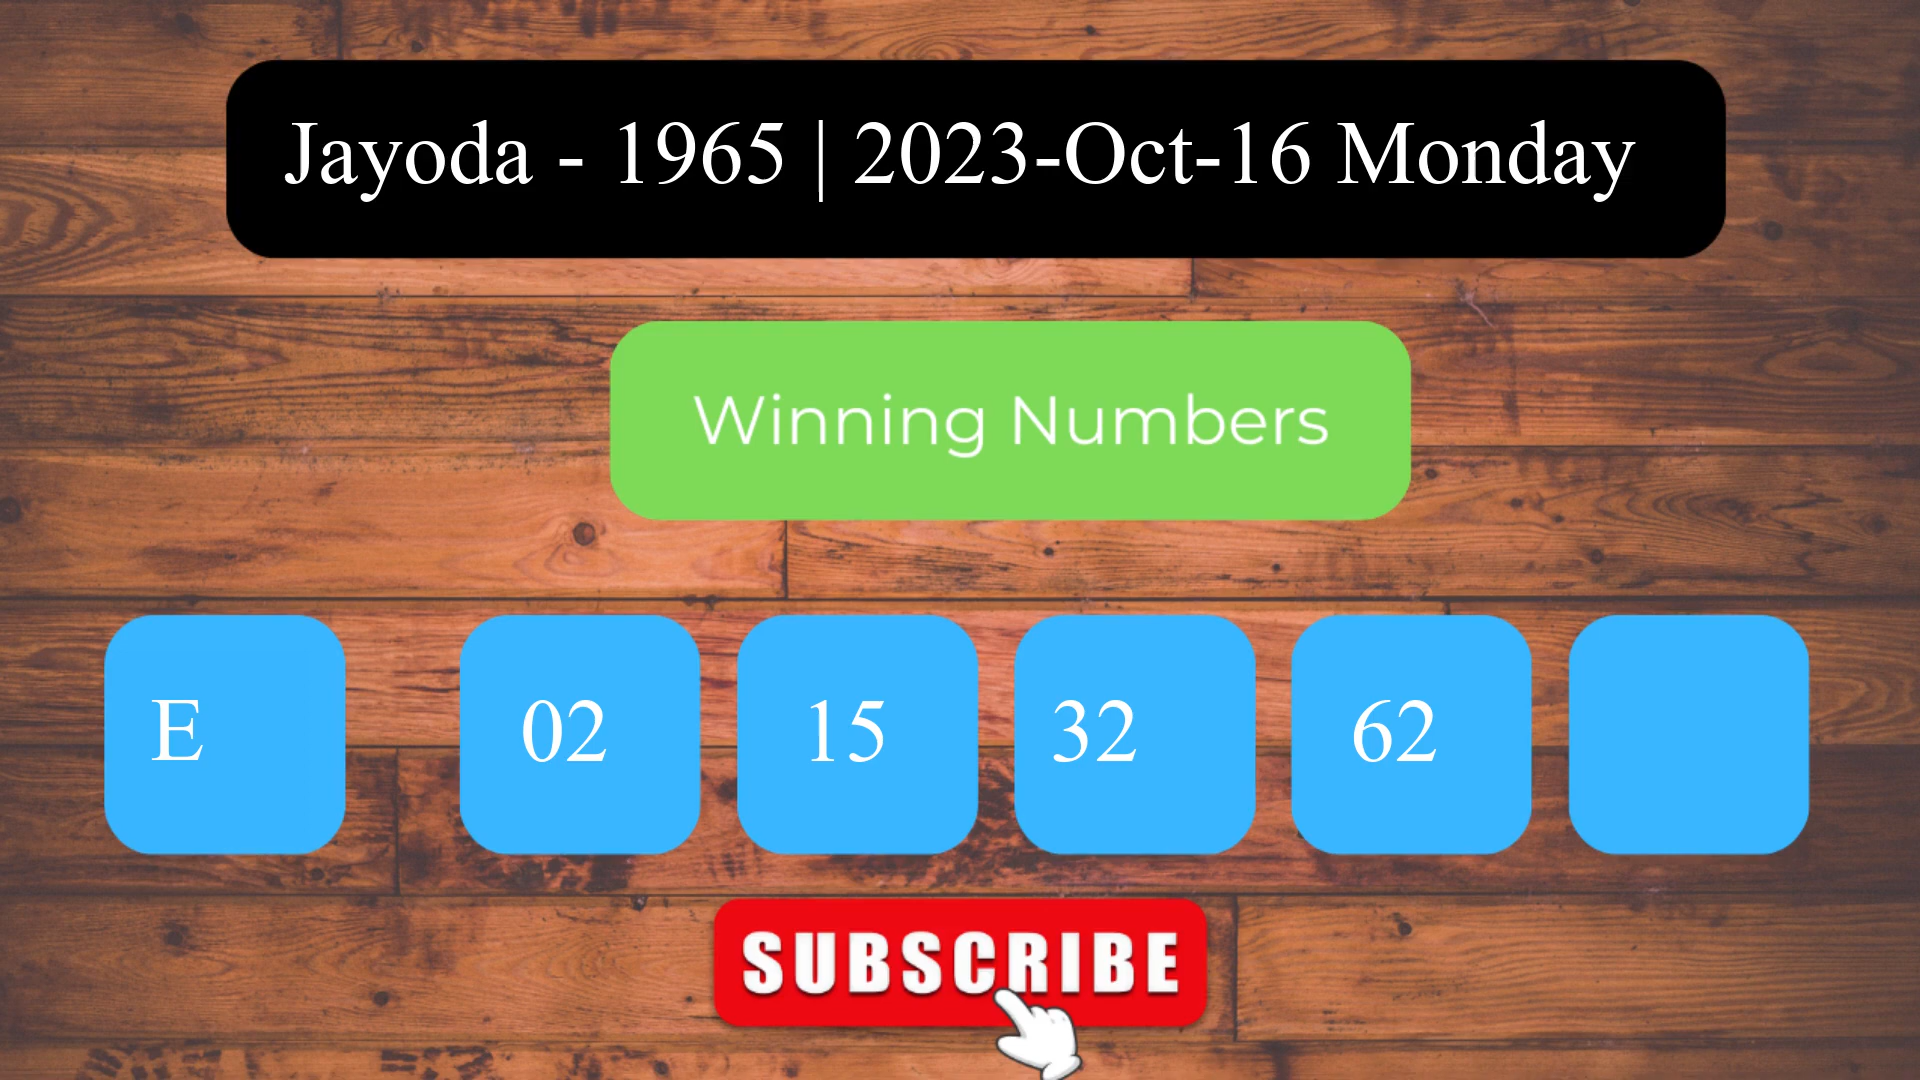 Jayoda - 1965 | 2023-Oct-16 Monday
Winning Numbers
E 02 15 32 62
SUBSCRIBE